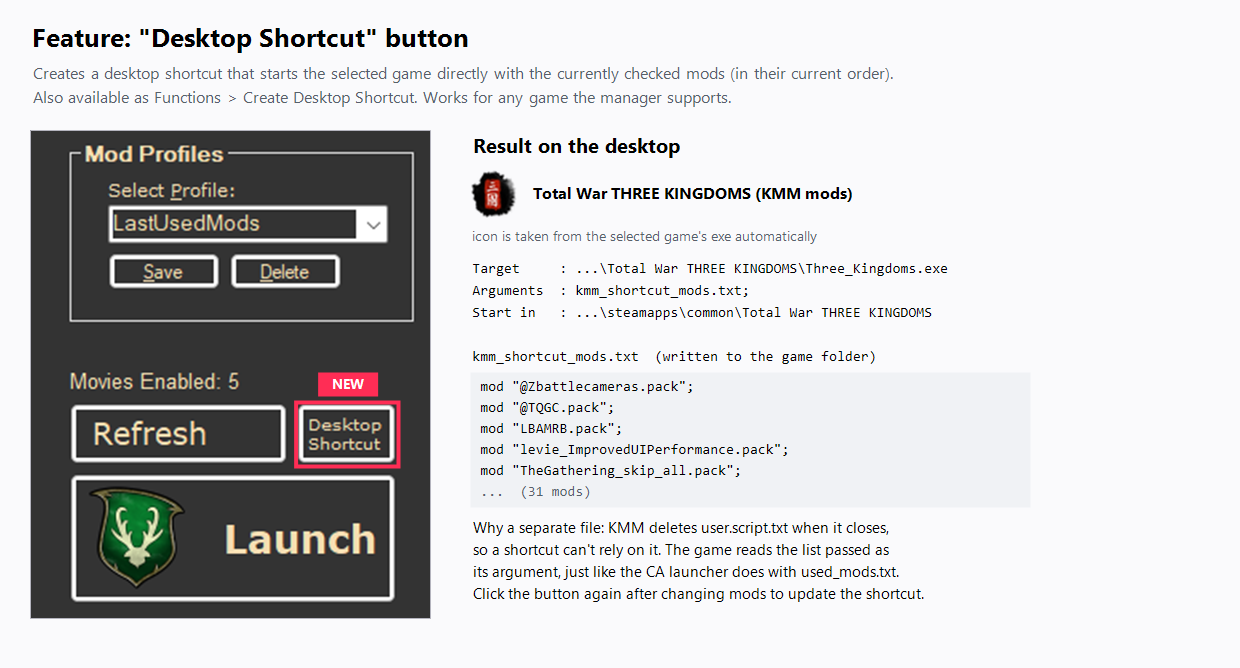 Feature: "Desktop Shortcut" button
Creates a desktop shortcut that starts the selected game directly with the currently checked mods (in their current order).
Also available as Functions > Create Desktop Shortcut. Works for any game the manager supports.
Mod Profiles
Select Profile:
LastUsedMods
Save Delete
Movies Enabled: 5
NEW
Refresh
Desktop
Shortcut
Launch
Result on the desktop
三
國
Total War THREE KINGDOMS (KMM mods)
icon is taken from the selected game's exe automatically
Target : ...\Total War THREE KINGDOMS\Three_Kingdoms.exe
Arguments : kmm_shortcut_mods.txt;
Start in : ...\steamapps\common\Total War THREE KINGDOMS
kmm_shortcut_mods.txt (written to the game folder)
mod "@Zbattlecameras.pack";
mod "@TQGC.pack";
mod "LBAMRB.pack";
mod "levie_ImprovedUIPerformance.pack";
mod "TheGathering_skip_all.pack";
... (31 mods)
Why a separate file: KMM deletes user.script.txt when it closes,
so a shortcut can't rely on it. The game reads the list passed as
its argument, just like the CA launcher does with used_mods.txt.
Click the button again after changing mods to update the shortcut.